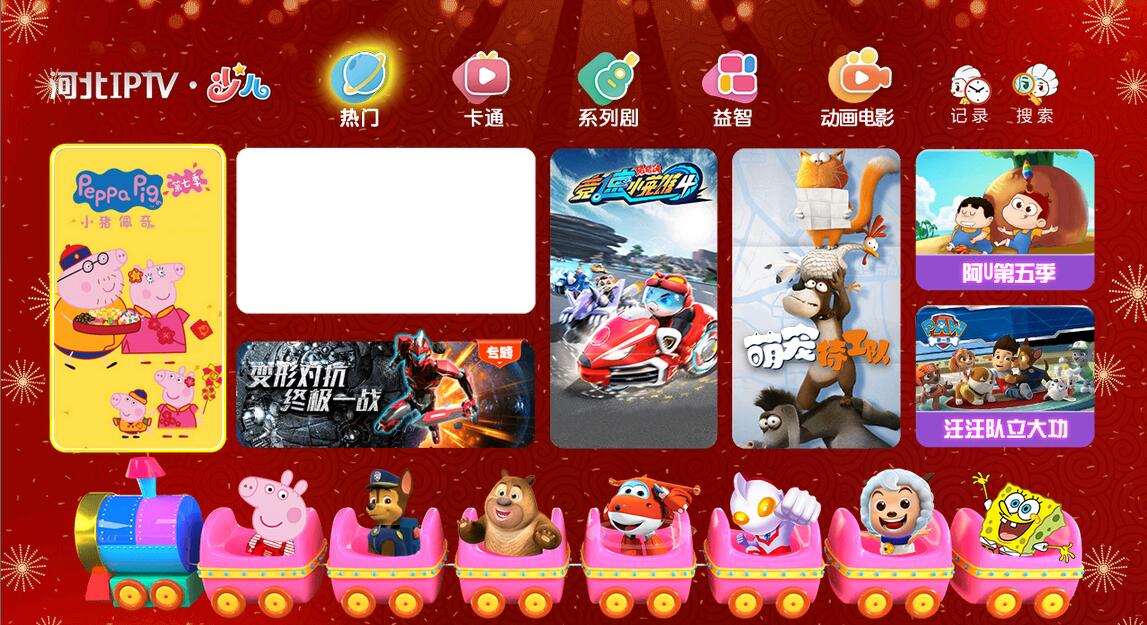 河北IPTV · 少儿
热门
卡通
系列剧
益智
动画电影
记录
搜索
Peppa Pig
第七季
小猪佩奇
专题
变形对抗
终极一战
竞速小英雄4
萌宠特工队
阿U第五季
PAW
汪汪队立大功